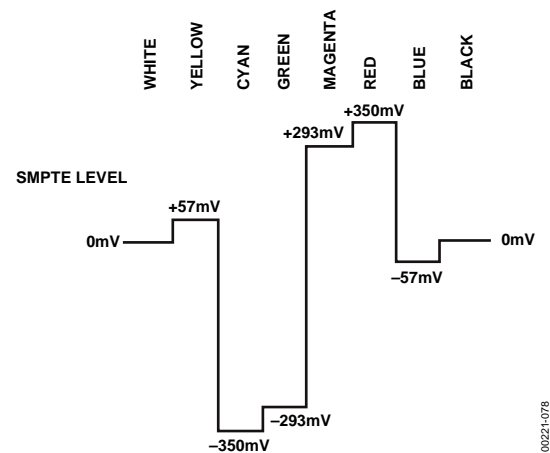 WHITE
YELLOW
CYAN
GREEN
MAGENTA
RED
BLUE
BLACK
+350mV
+293mV
SMPTE LEVEL
+57mV
0mV
0mV
–57mV
–293mV
–350mV
00221-078